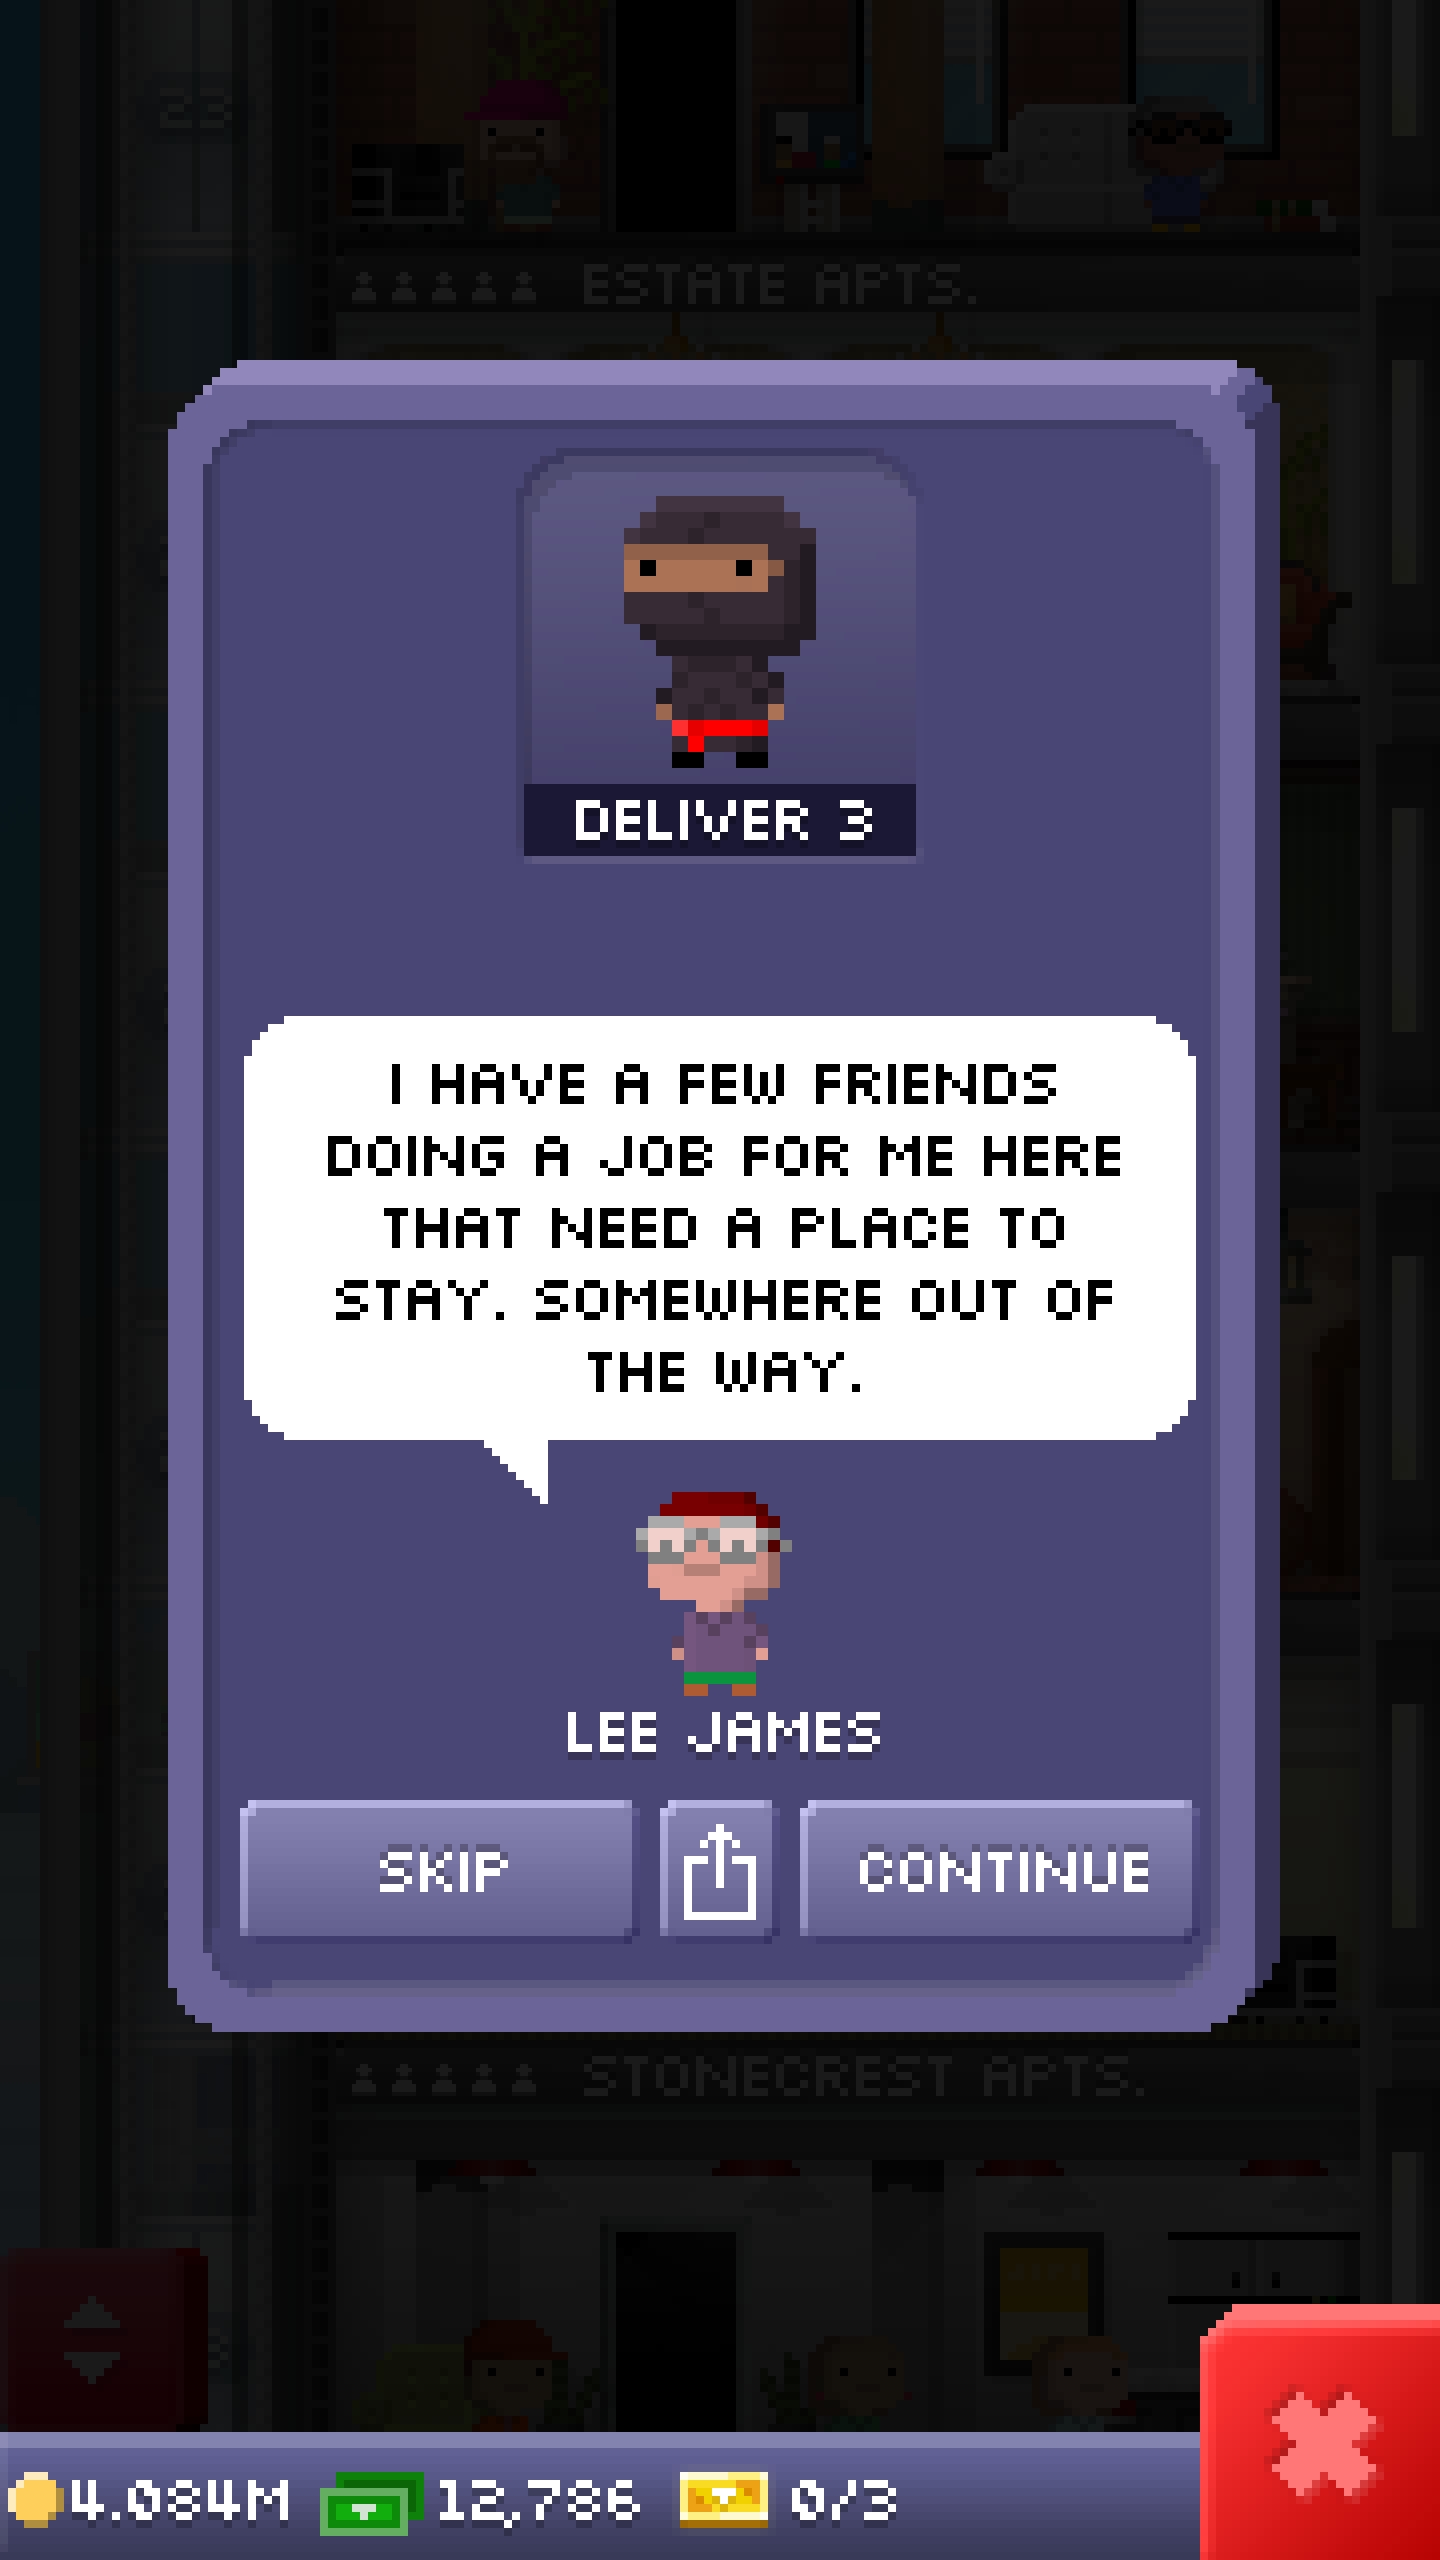 23
ESTATE APTS.
DELIVER 3
I HAVE A FEW FRIENDS
DOING A JOB FOR ME HERE
THAT NEED A PLACE TO
STAY. SOMEWHERE OUT OF
THE WAY.
LEE JAMES
SKIP
CONTINUE
STONECREST APTS.
4.084M
12,786
0/3